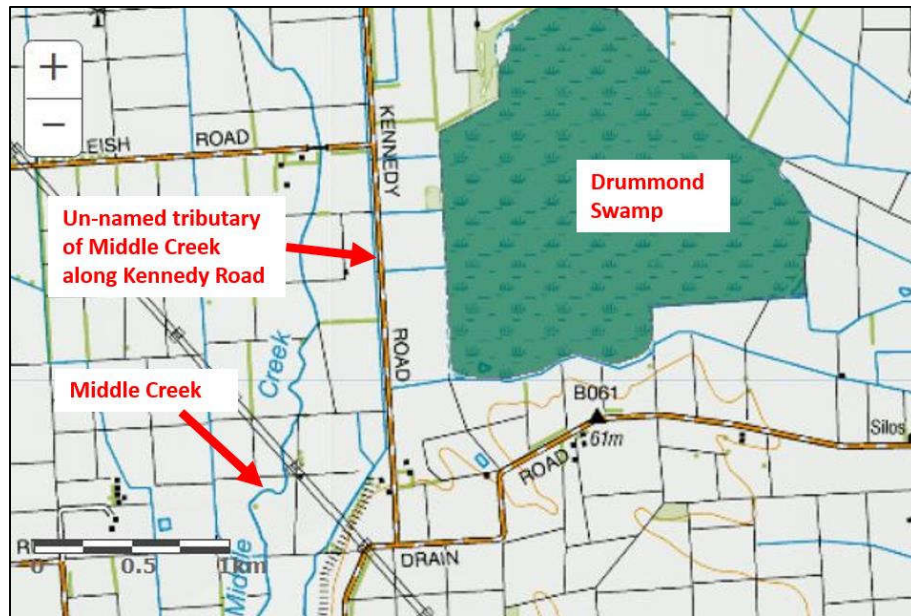 +
−
EISH ROAD
KENNEDY
ROAD
Drummond
Swamp
Un-named tributary
of Middle Creek
along Kennedy Road
Creek
Middle Creek
B061
61m
Silos
ROAD
DRAIN
Middle
0 0.5 1km